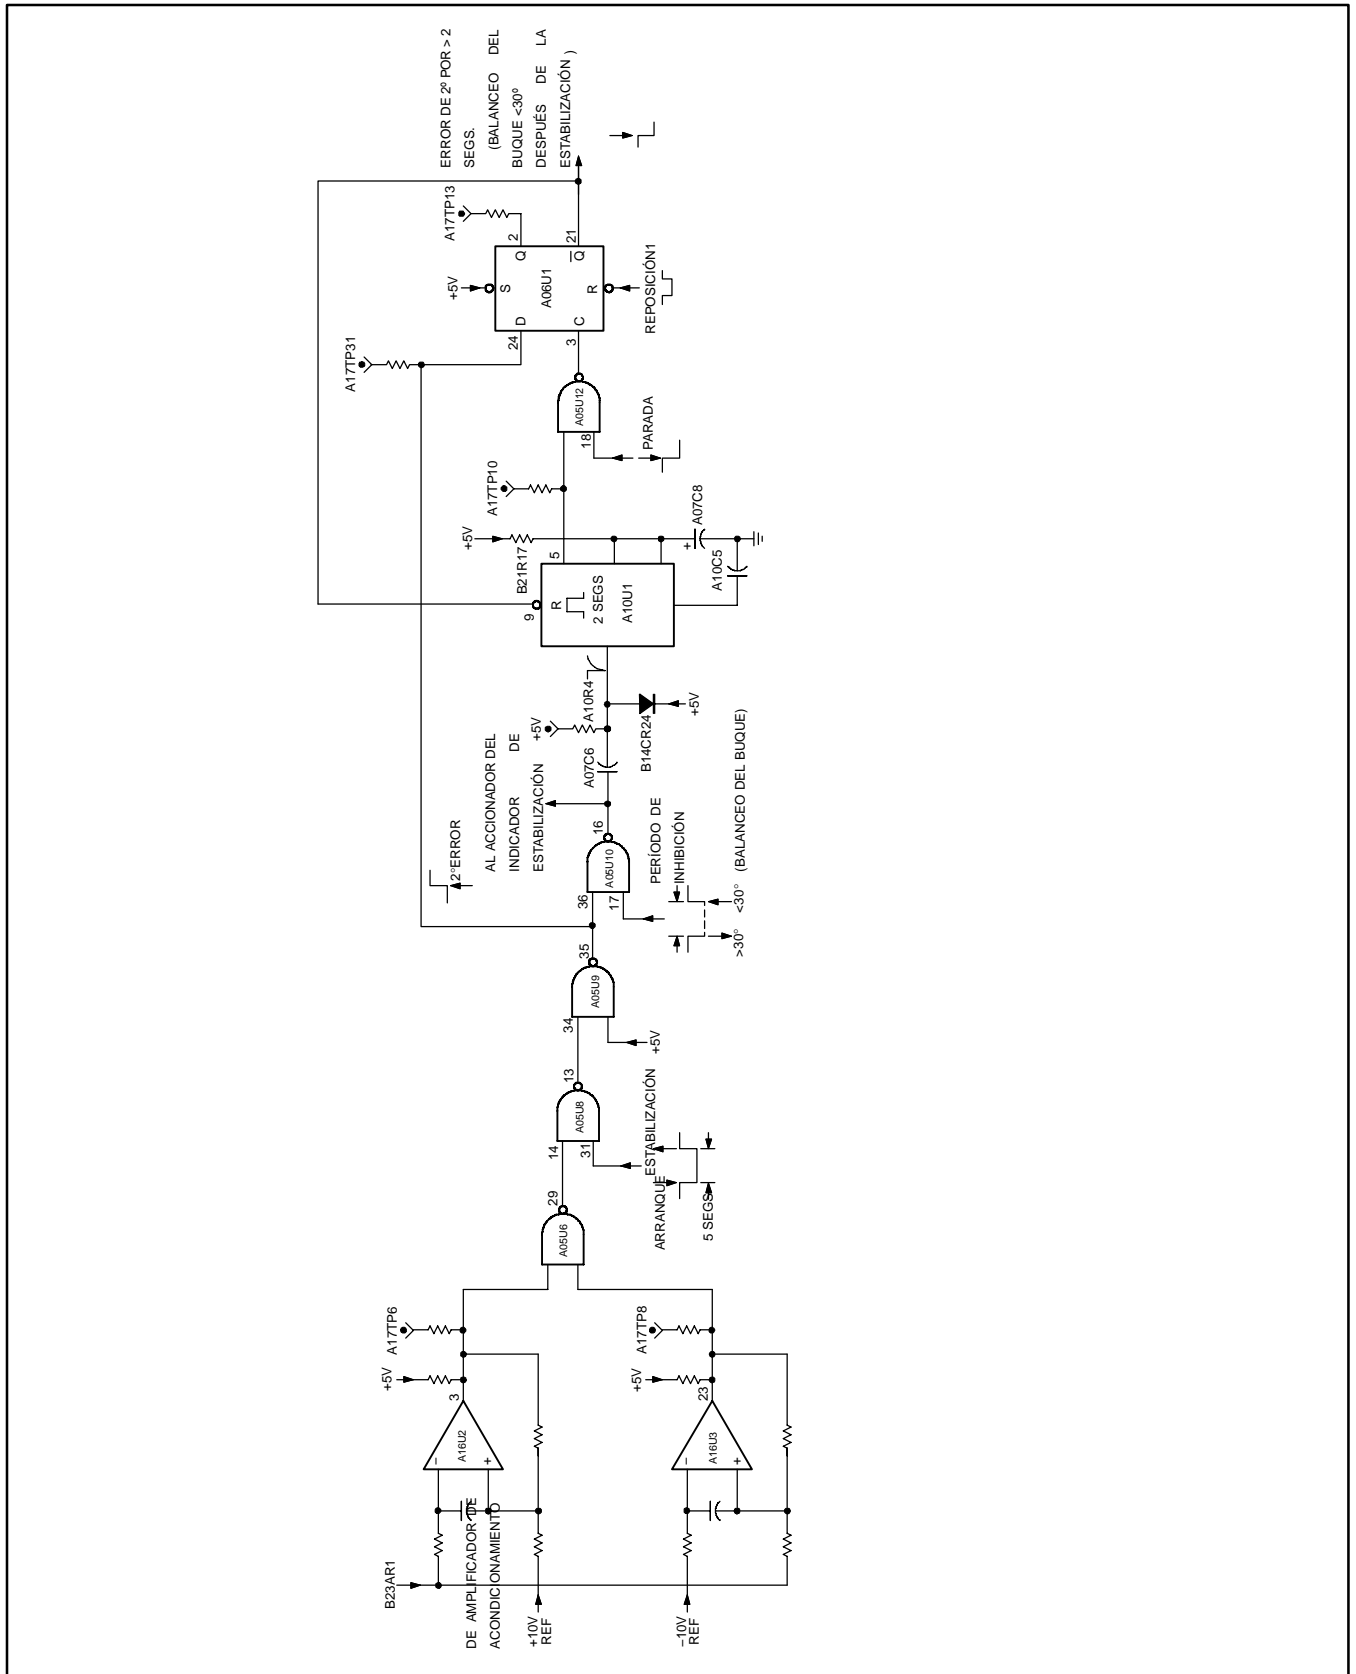 B23AR1
DE AMPLIFICADOR DE
ACONDICIONAMIENTO
+10V
REF
–10V
REF
–
A16U2
+
3
+5V
A17TP6
–
A16U3
+
23
+5V
A17TP8
A05U6
29
14
31
A05U8
13
ARRANQUE
ESTABILIZACIÓN
5 SEGS
34
A05U9
35
+5V
36
17
A05U10
16
PERÍODO DE
INHIBICIÓN
>30° <30° (BALANCEO DEL BUQUE)
2°ERROR
AL ACCIONADOR DEL
INDICADOR DE
ESTABILIZACIÓN
A07C6
+5V
A10R4
B14CR24
+5V
9
R
2 SEGS
A10U1
5
B21R17
+5V
+
A07C8
A10C5
A17TP10
18
A05U12
PARADA
A17TP31
24
3
D
C
S
A06U1
R
Q
Q
2
21
+5V
REPOSICIÓN1
A17TP13
ERROR DE 2º POR > 2
SEGS.
(BALANCEO DEL
BUQUE <30º
DESPUÉS DE LA
ESTABILIZACIÓN )